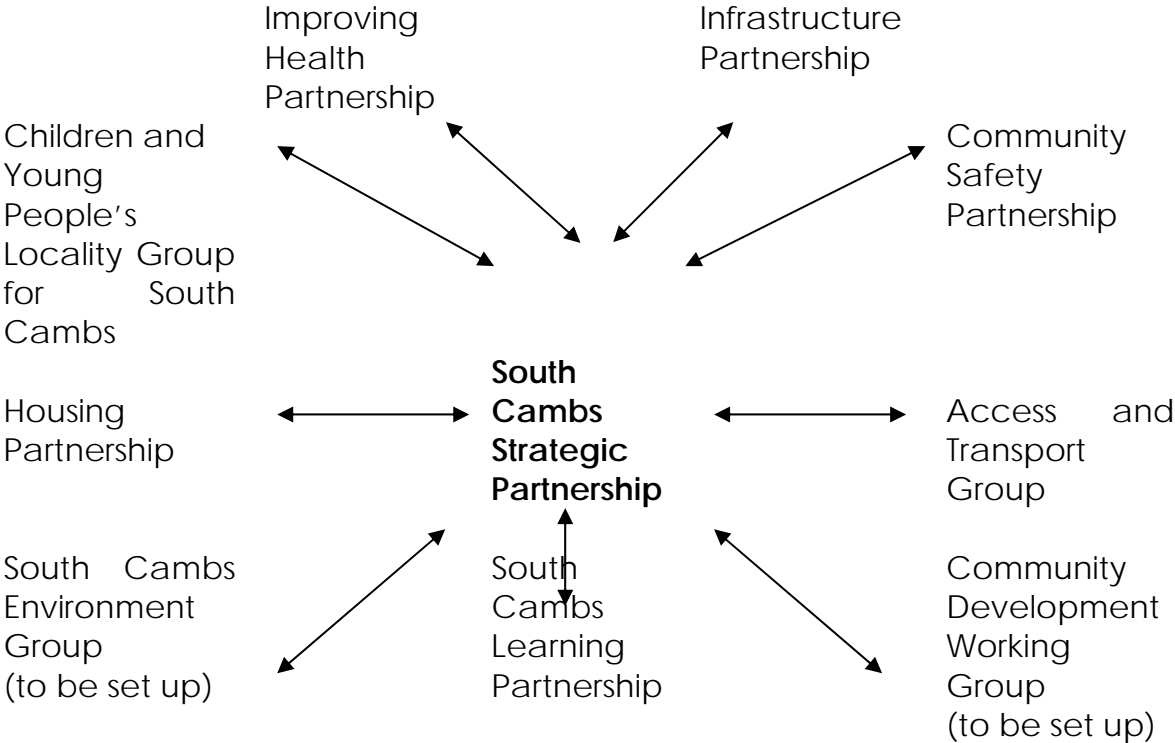 Improving
Health
Partnership
Infrastructure
Partnership
Children and
Young
People's
Locality Group
for South
Cambs
Community
Safety
Partnership
South
Cambs
Strategic
Partnership
Housing
Partnership
Access and
Transport
Group
South Cambs
Environment
Group
(to be set up)
South
Cambs
Learning
Partnership
Community
Development
Working
Group
(to be set up)